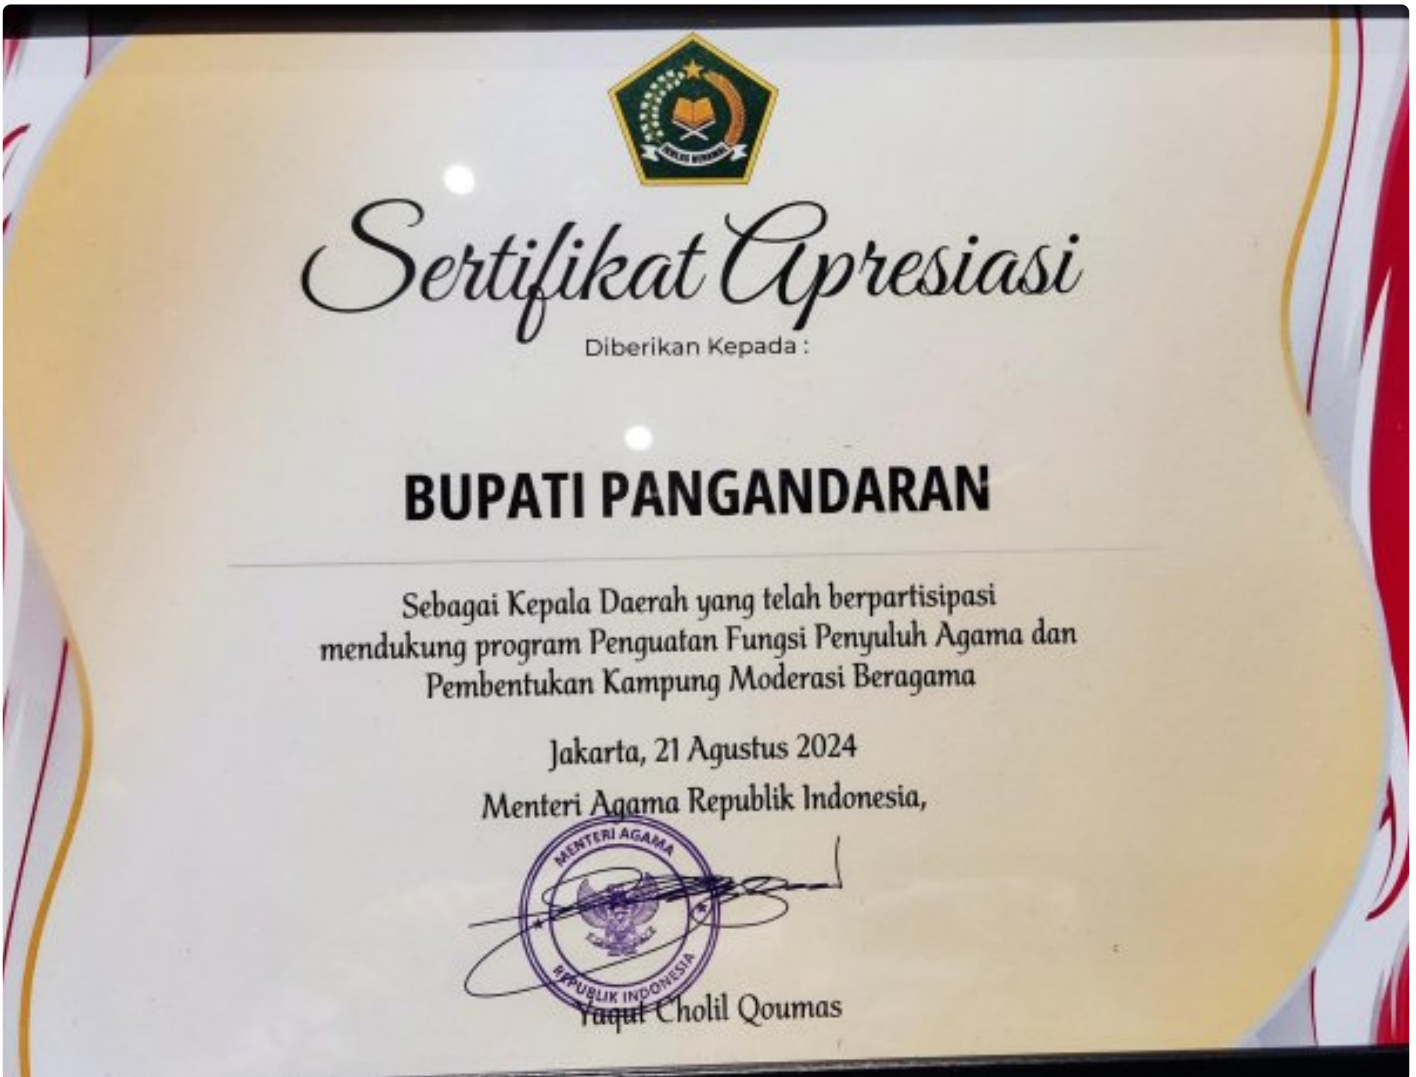 IKHLAS BERAMAL
Sertifikat Apresiasi
Diberikan Kepada :
BUPATI PANGANDARAN
Sebagai Kepala Daerah yang telah berpartisipasi
mendukung program Penguatan Fungsi Penyuluh Agama dan
Pembentukan Kampung Moderasi Beragama
Jakarta, 21 Agustus 2024
Menteri Agama Republik Indonesia,
MENTERI AGAMA
REPUBLIK INDONESIA
Yaqut Cholil Qoumas